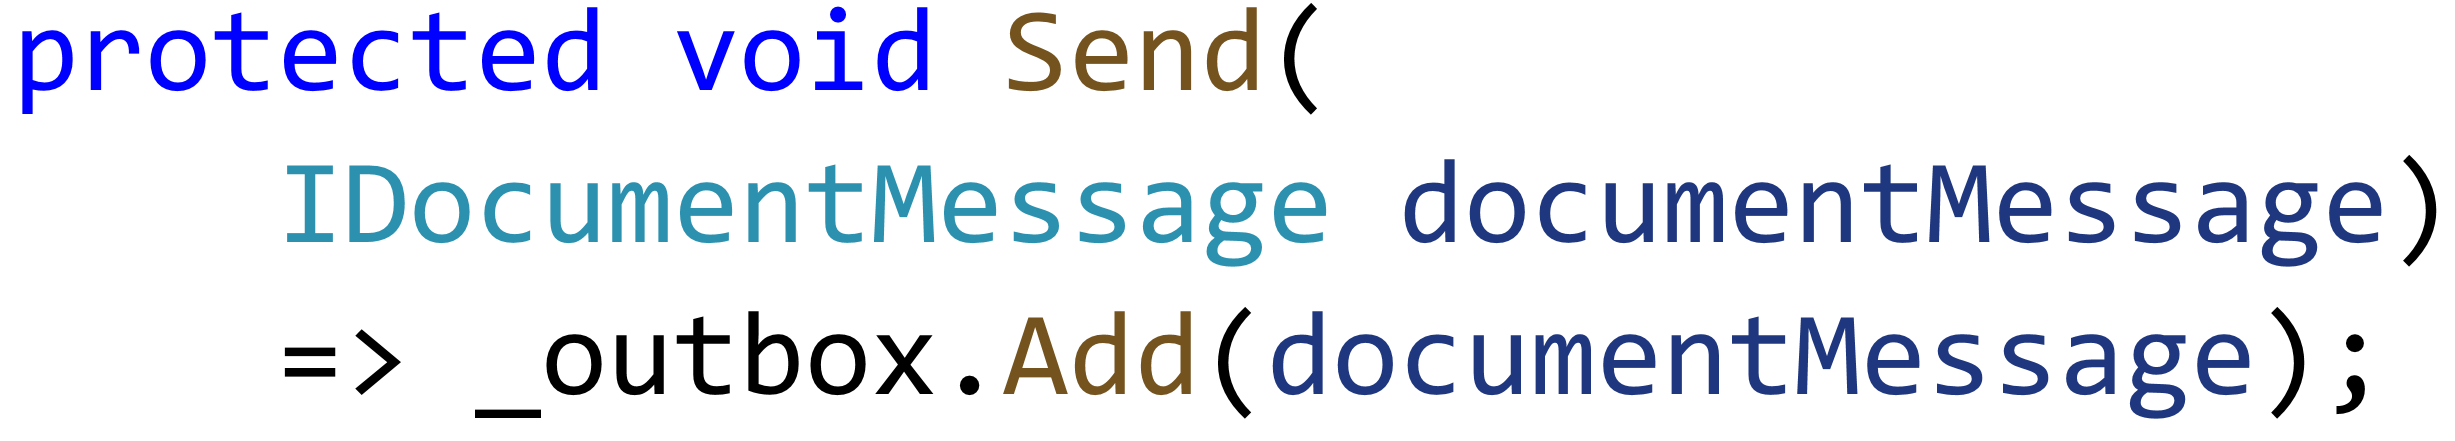 protected void Send(
    IDocumentMessage documentMessage)
    => _outbox.Add(documentMessage);